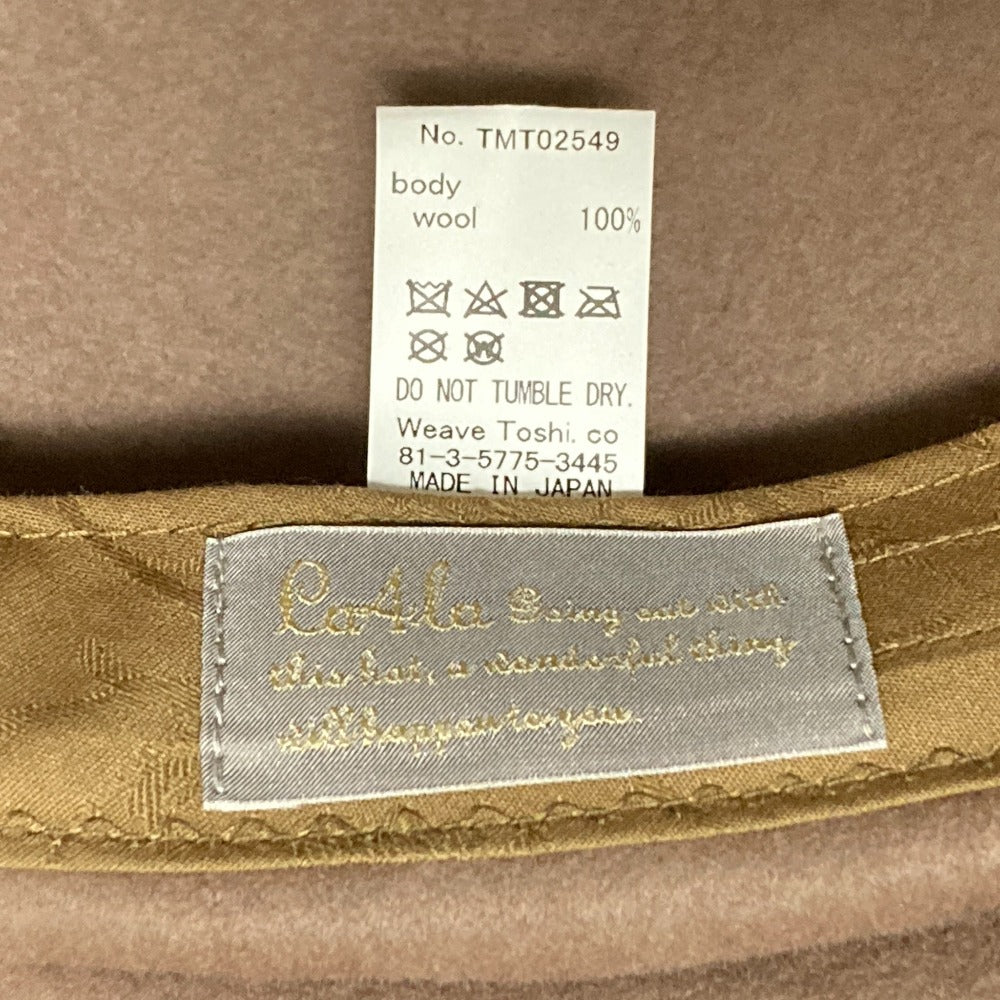 No. TMT02549
body
wool 100%
W
DO NOT TUMBLE DRY.
Weave Toshi. co
81-3-5775-3445
MADE IN JAPAN
Ca4la Going out with
this hat, a wonderful thing
will happen to you.